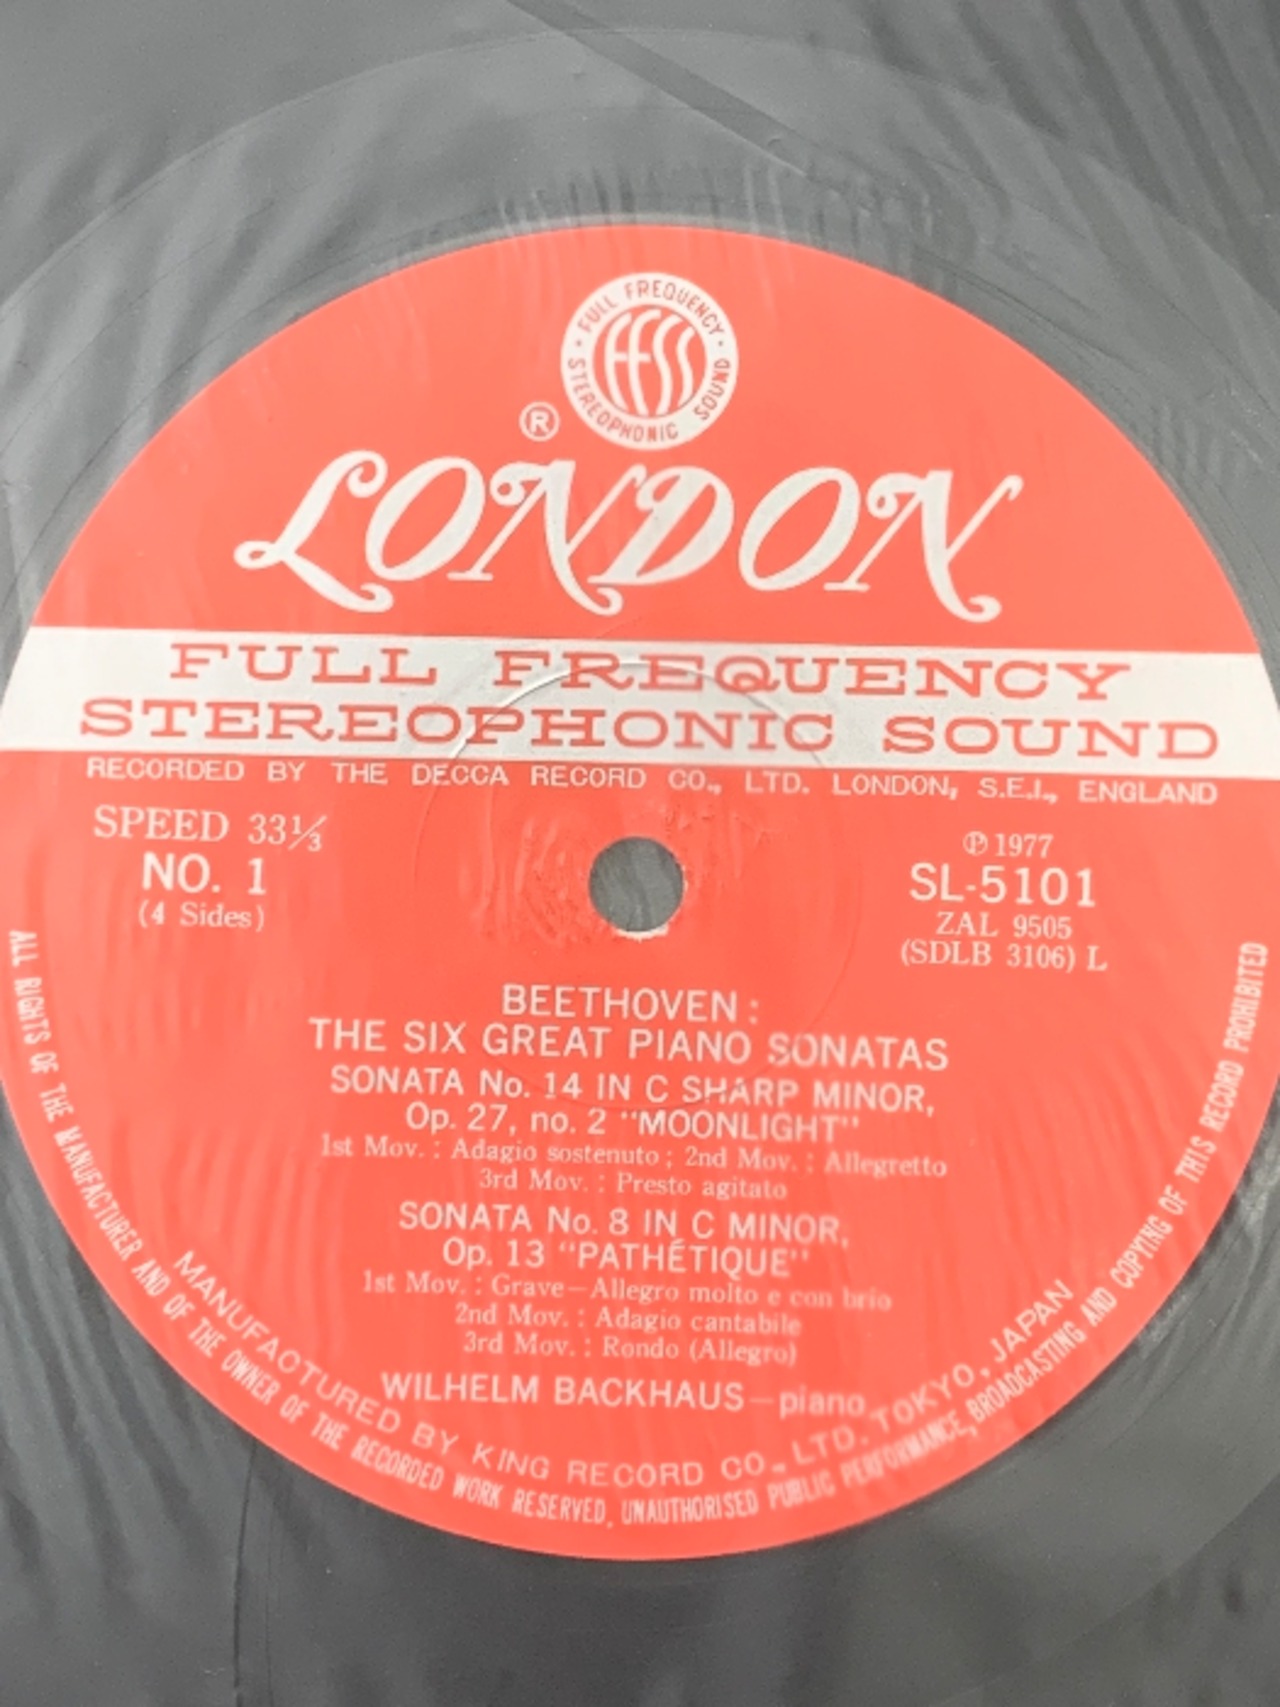 FULL FREQUENCY
STEREOPHONIC SOUND
FFSS
®
LONDON
FULL FREQUENCY
STEREOPHONIC SOUND
RECORDED BY THE DECCA RECORD CO., LTD. LONDON, S.E.I., ENGLAND
SPEED 33⅓
NO. 1
(4 Sides)
℗ 1977
SL-5101
ZAL 9505
(SDLB 3106) L
BEETHOVEN :
THE SIX GREAT PIANO SONATAS
SONATA No. 14 IN C SHARP MINOR,
Op. 27, no. 2 "MOONLIGHT"
1st Mov. : Adagio sostenuto ; 2nd Mov. : Allegretto
3rd Mov. : Presto agitato
SONATA No. 8 IN C MINOR,
Op. 13 "PATHÉTIQUE"
1st Mov. : Grave—Allegro molto e con brio
2nd Mov. : Adagio cantabile
3rd Mov. : Rondo (Allegro)
WILHELM BACKHAUS—piano
MANUFACTURED BY KING RECORD CO., LTD. TOKYO, JAPAN
ALL RIGHTS OF THE MANUFACTURER AND OF THE OWNER OF THE RECORDED WORK RESERVED, UNAUTHORISED PUBLIC PERFORMANCE, BROADCASTING AND COPYING OF THIS RECORD PROHIBITED